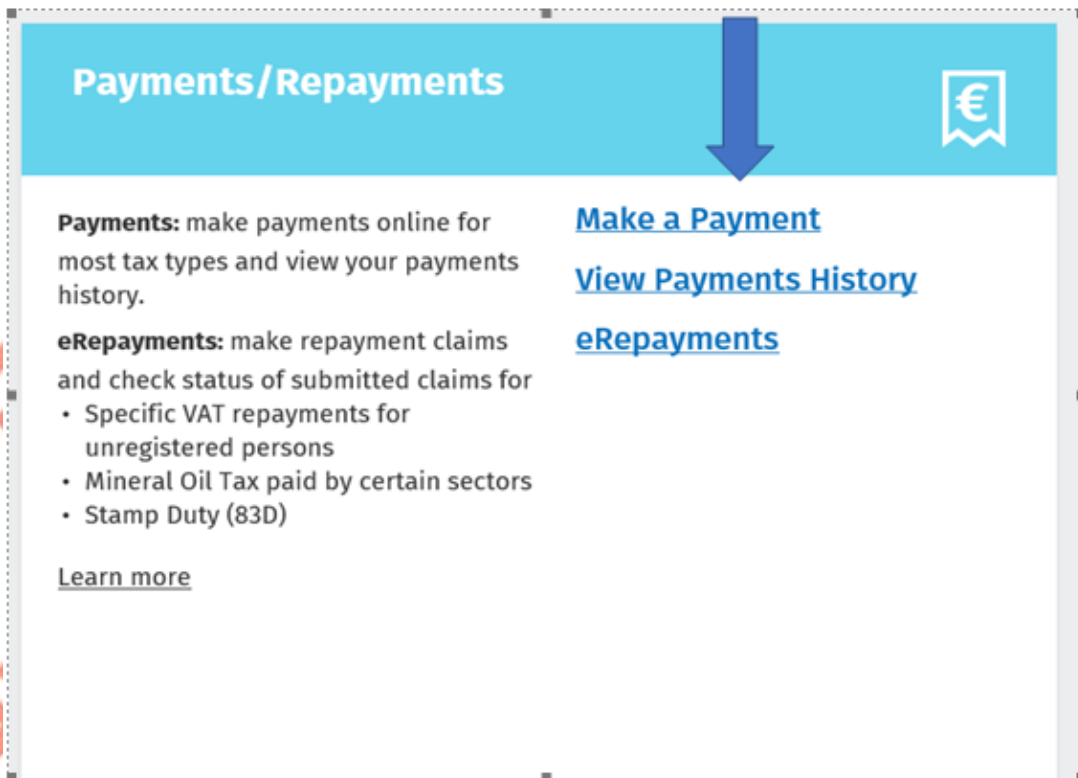 Payments/Repayments
€
Payments: make payments online for
most tax types and view your payments
history.
eRepayments: make repayment claims
and check status of submitted claims for
• Specific VAT repayments for
unregistered persons
• Mineral Oil Tax paid by certain sectors
• Stamp Duty (83D)
Learn more
Make a Payment
View Payments History
eRepayments